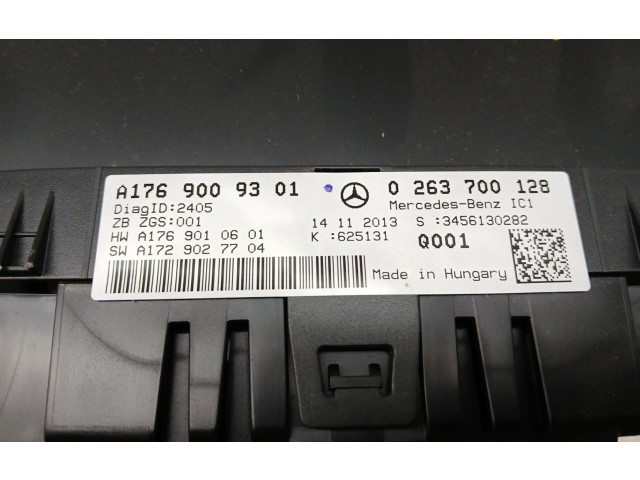 A176 900 93 01
0 263 700 128
DiagID:2405
Mercedes-Benz IC1
ZB ZGS:001
14 11 2013
S :3456130282
HW A176 901 06 01
K :625131
Q001
SW A172 902 77 04
Made in Hungary